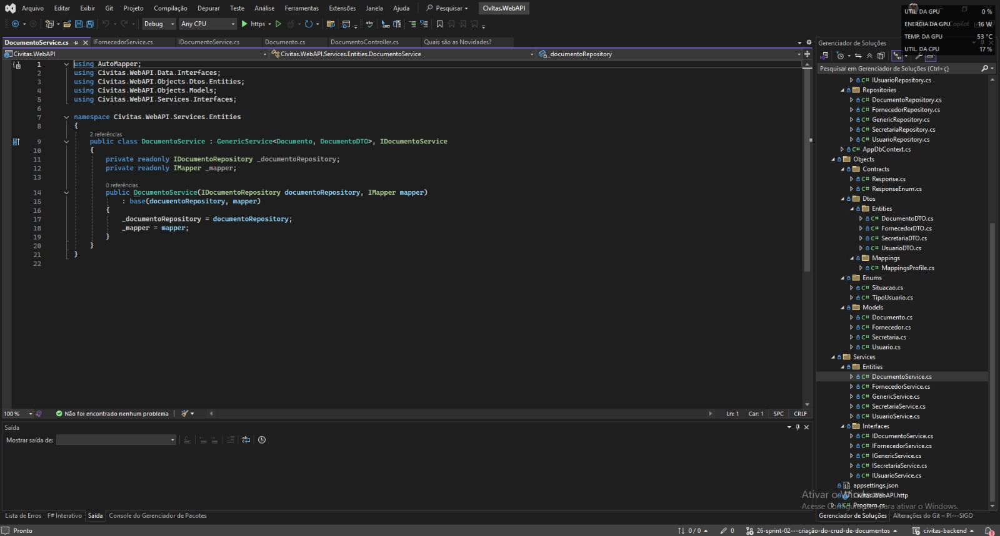 Arquivo Editar Exibir Git Projeto Compilação Depurar Teste Análise Ferramentas Extensões Janela Ajuda Pesquisar Civitas.WebAPI
UTIL DA GPU 0 %
ENERGIA DA GPU 16 W
TEMP. DA GPU 53 °C
UTIL DA CPU 17 %
Debug Any CPU https
DocumentoService.cs IFornecedorService.cs IDocumentoService.cs Documento.cs DocumentoController.cs Quais são as Novidades?
Civitas.WebAPI Civitas.WebAPI.Services.Entities.DocumentoService _documentoRepository
1 using AutoMapper;
2 using Civitas.WebAPI.Data.Interfaces;
3 using Civitas.WebAPI.Objects.Dtos.Entities;
4 using Civitas.WebAPI.Objects.Models;
5 using Civitas.WebAPI.Services.Interfaces;
6
7 namespace Civitas.WebAPI.Services.Entities
8 {
2 referências
9 public class DocumentoService : GenericService<Documento, DocumentoDTO>, IDocumentoService
10 {
11 private readonly IDocumentoRepository _documentoRepository;
12 private readonly IMapper _mapper;
13
0 referências
14 public DocumentoService(IDocumentoRepository documentoRepository, IMapper mapper)
15 : base(documentoRepository, mapper)
16 {
17 _documentoRepository = documentoRepository;
18 _mapper = mapper;
19 }
20 }
21 }
22
100 % Não foi encontrado nenhum problema Ln: 1 Car: 1 SPC CRLF
Saída
Mostrar saída de:
Lista de Erros F# Interativo Saída Console do Gerenciador de Pacotes
Gerenciador de Soluções
Pesquisar em Gerenciador de Soluções (Ctrl+ç)
C# IUsuarioRepository.cs
Repositories
C# DocumentoRepository.cs
C# FornecedorRepository.cs
C# GenericRepository.cs
C# SecretariaRepository.cs
C# UsuarioRepository.cs
C# AppDbContext.cs
Objects
Contracts
C# Response.cs
C# ResponseEnum.cs
Dtos
Entities
C# DocumentoDTO.cs
C# FornecedorDTO.cs
C# SecretariaDTO.cs
C# UsuarioDTO.cs
Mappings
C# MappingsProfile.cs
Enums
C# Situacao.cs
C# TipoUsuario.cs
Models
C# Documento.cs
C# Fornecedor.cs
C# Secretaria.cs
C# Usuario.cs
Services
Entities
C# DocumentoService.cs
C# FornecedorService.cs
C# GenericService.cs
C# SecretariaService.cs
C# UsuarioService.cs
Interfaces
C# IDocumentoService.cs
C# IFornecedorService.cs
C# IGenericService.cs
C# ISecretariaService.cs
C# IUsuarioService.cs
appsettings.json
Civitas.WebAPI.http
C# Program.cs
Ativar o Windows
Acesse Configurações para ativar o Windows.
Gerenciador de Soluções Alterações do Git – PI---SIGO
Pronto 0 / 0 0 26-sprint-02---criação-do-crud-de-documentos civitas-backend 1